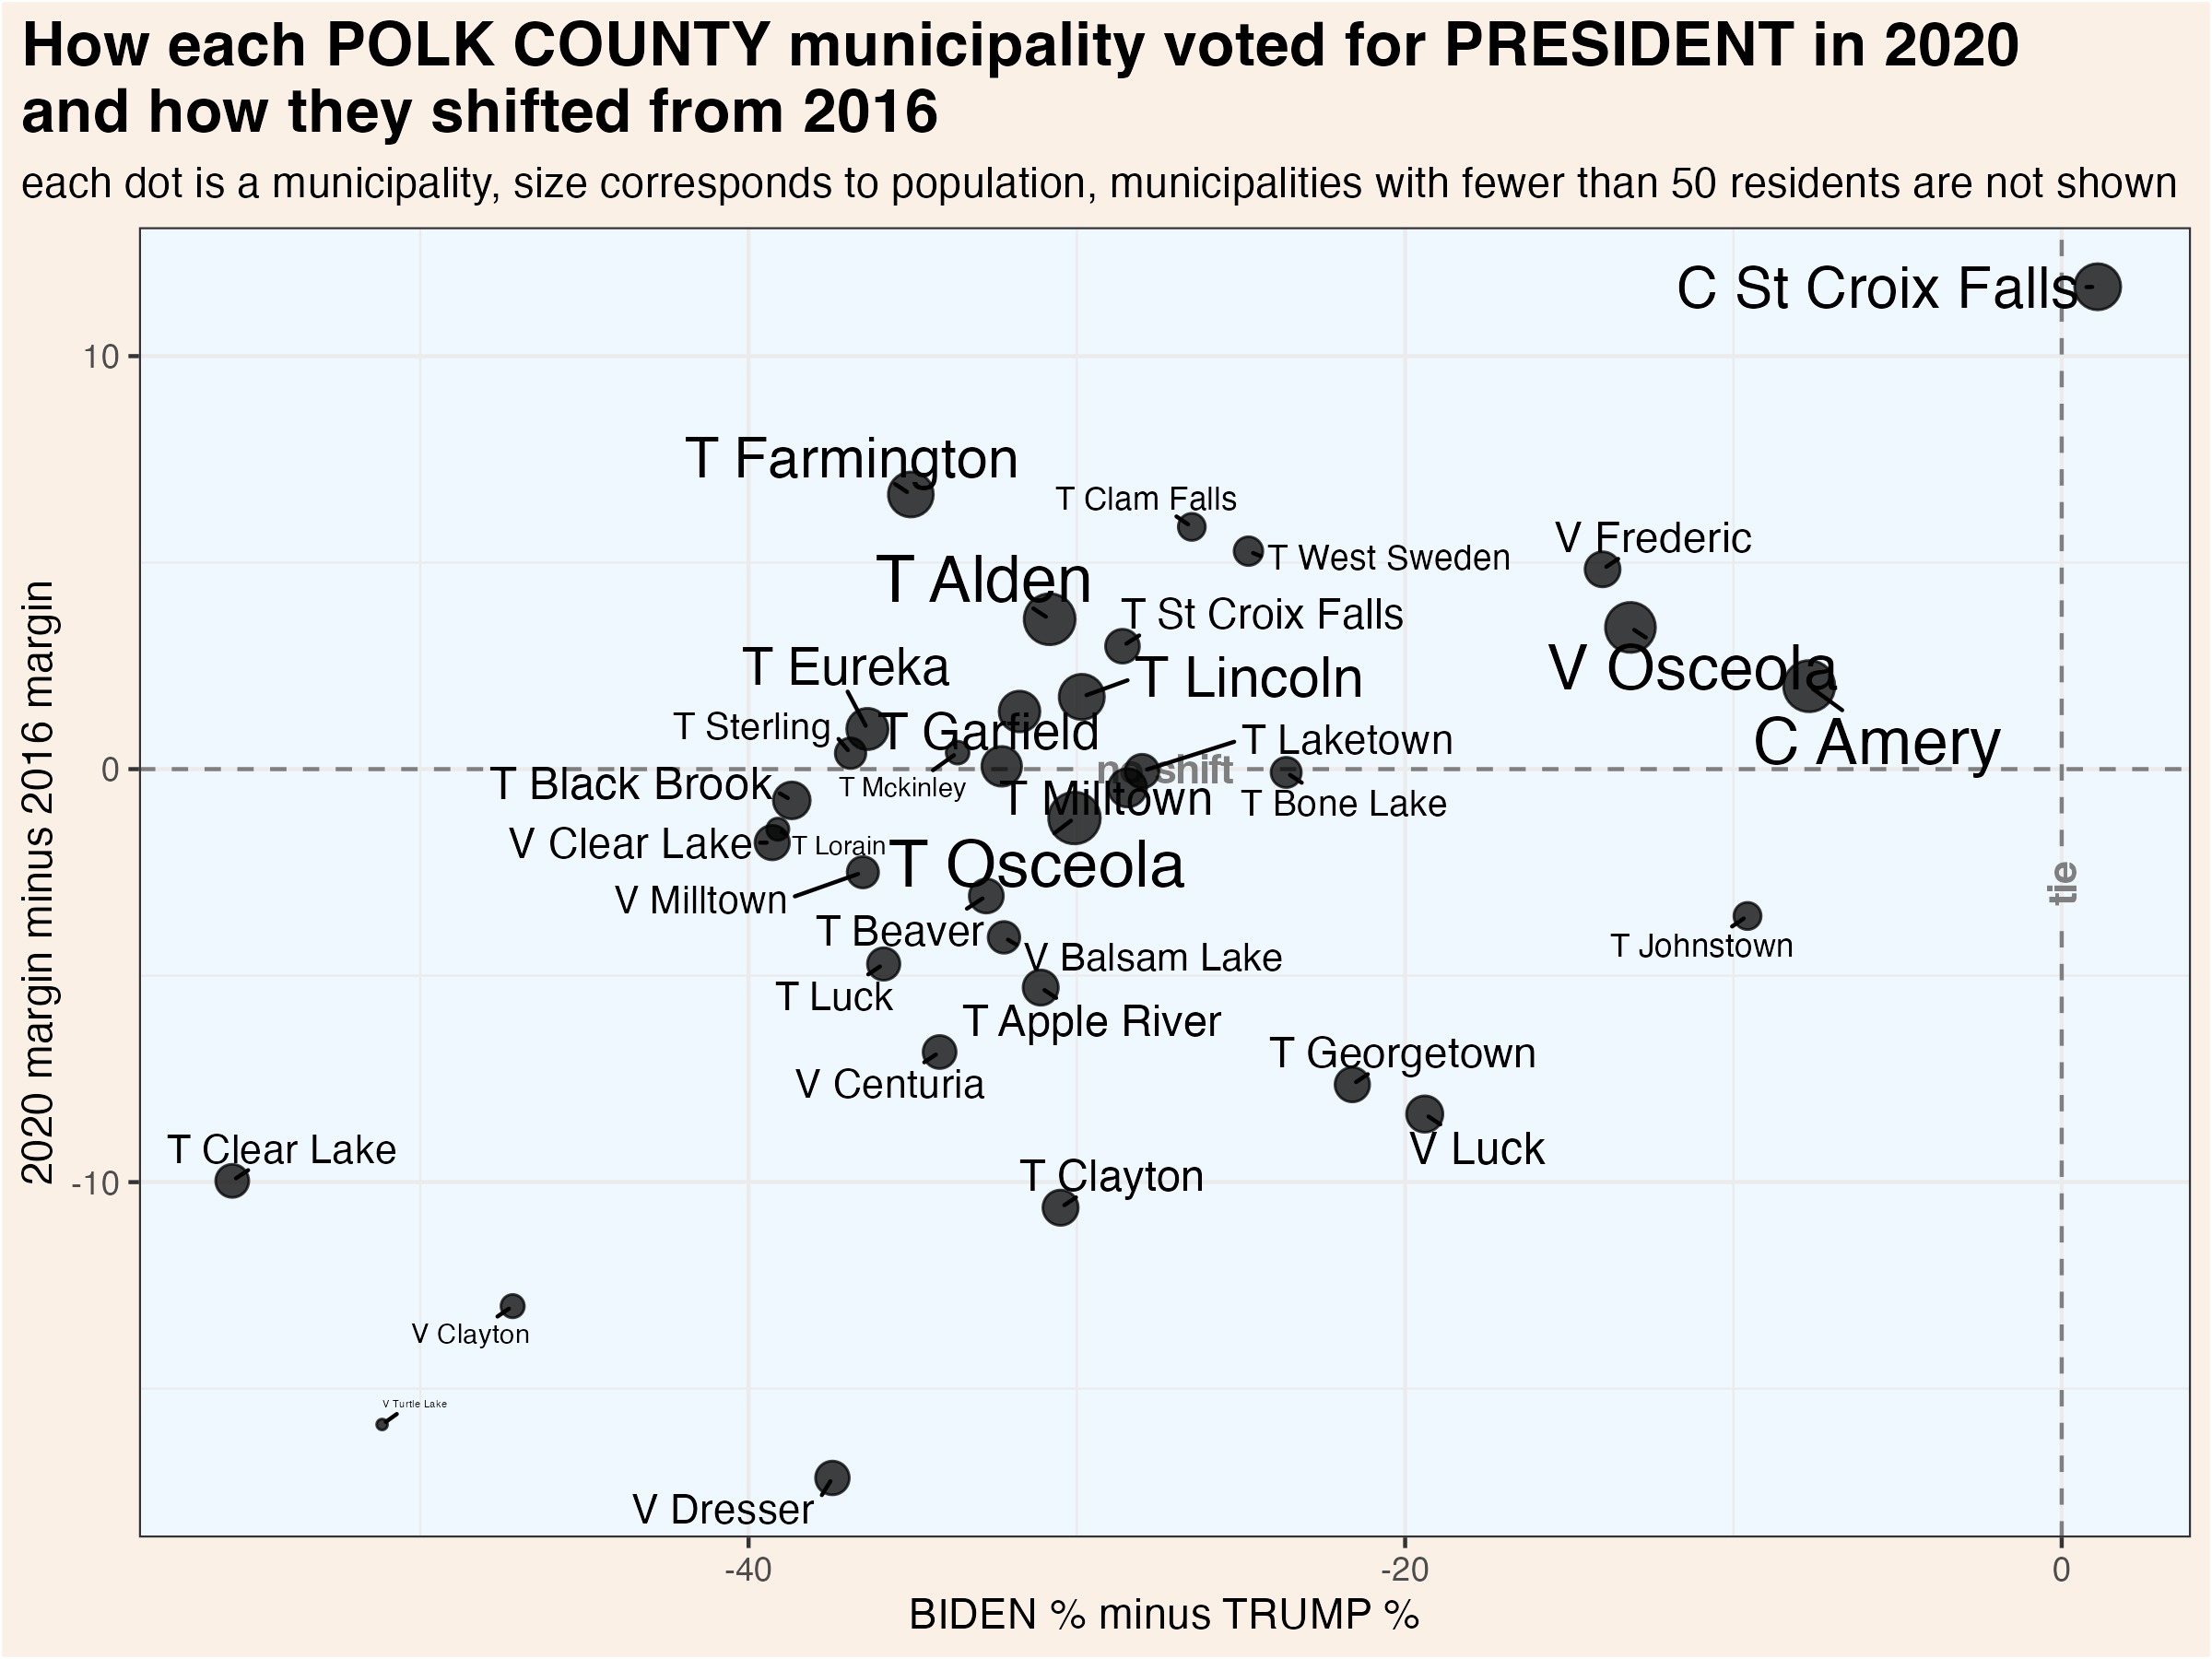 How each POLK COUNTY municipality voted for PRESIDENT in 2020
and how they shifted from 2016
each dot is a municipality, size corresponds to population, municipalities with fewer than 50 residents are not shown
C St Croix Falls
10
T Farmington
T Clam Falls
V Frederic
T West Sweden
T Alden
T St Croix Falls
T Eureka
V Osceola
T Lincoln
T Sterling
T Garfield
T Laketown
C Amery
0
no shift
T Black Brook
T Mckinley
T Milltown
T Bone Lake
V Clear Lake
T Lorain
T Osceola
tie
V Milltown
T Beaver
T Johnstown
V Balsam Lake
T Luck
T Apple River
T Georgetown
V Centuria
V Luck
T Clear Lake
T Clayton
-10
V Clayton
V Turtle Lake
V Dresser
2020 margin minus 2016 margin
-40
-20
0
BIDEN % minus TRUMP %